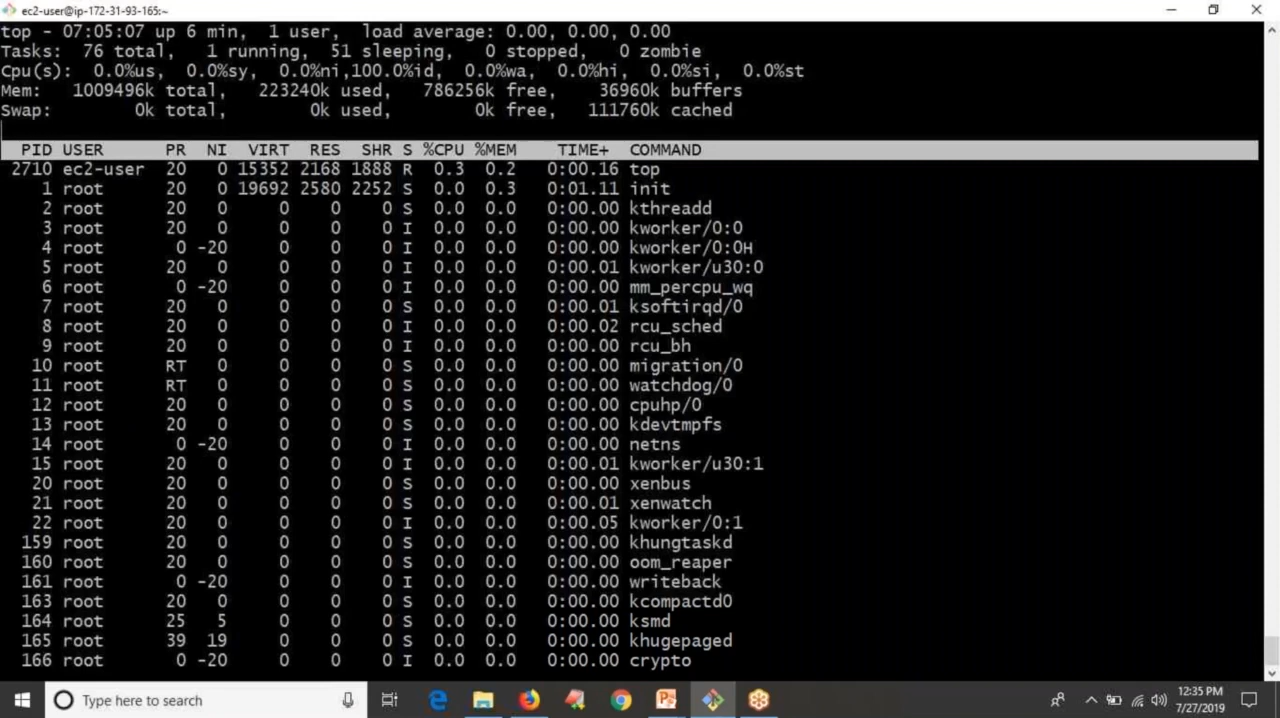 ec2-user@ip-172-31-93-165:~
top - 07:05:07 up 6 min,  1 user,  load average: 0.00, 0.00, 0.00
Tasks:  76 total,   1 running,  51 sleeping,   0 stopped,   0 zombie
Cpu(s):  0.0%us,  0.0%sy,  0.0%ni,100.0%id,  0.0%wa,  0.0%hi,  0.0%si,  0.0%st
Mem:   1009496k total,   223240k used,   786256k free,    36960k buffers
Swap:        0k total,        0k used,        0k free,   111760k cached
PID USER      PR  NI  VIRT  RES  SHR S %CPU %MEM    TIME+  COMMAND
2710 ec2-user  20   0 15352 2168 1888 R  0.3  0.2   0:00.16 top
1 root      20   0 19692 2580 2252 S  0.0  0.3   0:01.11 init
2 root      20   0     0    0    0 S  0.0  0.0   0:00.00 kthreadd
3 root      20   0     0    0    0 I  0.0  0.0   0:00.00 kworker/0:0
4 root       0 -20     0    0    0 I  0.0  0.0   0:00.00 kworker/0:0H
5 root      20   0     0    0    0 I  0.0  0.0   0:00.01 kworker/u30:0
6 root       0 -20     0    0    0 I  0.0  0.0   0:00.00 mm_percpu_wq
7 root      20   0     0    0    0 S  0.0  0.0   0:00.01 ksoftirqd/0
8 root      20   0     0    0    0 I  0.0  0.0   0:00.02 rcu_sched
9 root      20   0     0    0    0 I  0.0  0.0   0:00.00 rcu_bh
10 root      RT   0     0    0    0 S  0.0  0.0   0:00.00 migration/0
11 root      RT   0     0    0    0 S  0.0  0.0   0:00.00 watchdog/0
12 root      20   0     0    0    0 S  0.0  0.0   0:00.00 cpuhp/0
13 root      20   0     0    0    0 S  0.0  0.0   0:00.00 kdevtmpfs
14 root       0 -20     0    0    0 I  0.0  0.0   0:00.00 netns
15 root      20   0     0    0    0 I  0.0  0.0   0:00.01 kworker/u30:1
20 root      20   0     0    0    0 S  0.0  0.0   0:00.00 xenbus
21 root      20   0     0    0    0 S  0.0  0.0   0:00.01 xenwatch
22 root      20   0     0    0    0 I  0.0  0.0   0:00.05 kworker/0:1
159 root      20   0     0    0    0 S  0.0  0.0   0:00.00 khungtaskd
160 root      20   0     0    0    0 S  0.0  0.0   0:00.00 oom_reaper
161 root       0 -20     0    0    0 I  0.0  0.0   0:00.00 writeback
163 root      20   0     0    0    0 S  0.0  0.0   0:00.00 kcompactd0
164 root      25   5     0    0    0 S  0.0  0.0   0:00.00 ksmd
165 root      39  19     0    0    0 S  0.0  0.0   0:00.00 khugepaged
166 root       0 -20     0    0    0 I  0.0  0.0   0:00.00 crypto
Type here to search
12:35 PM
7/27/2019